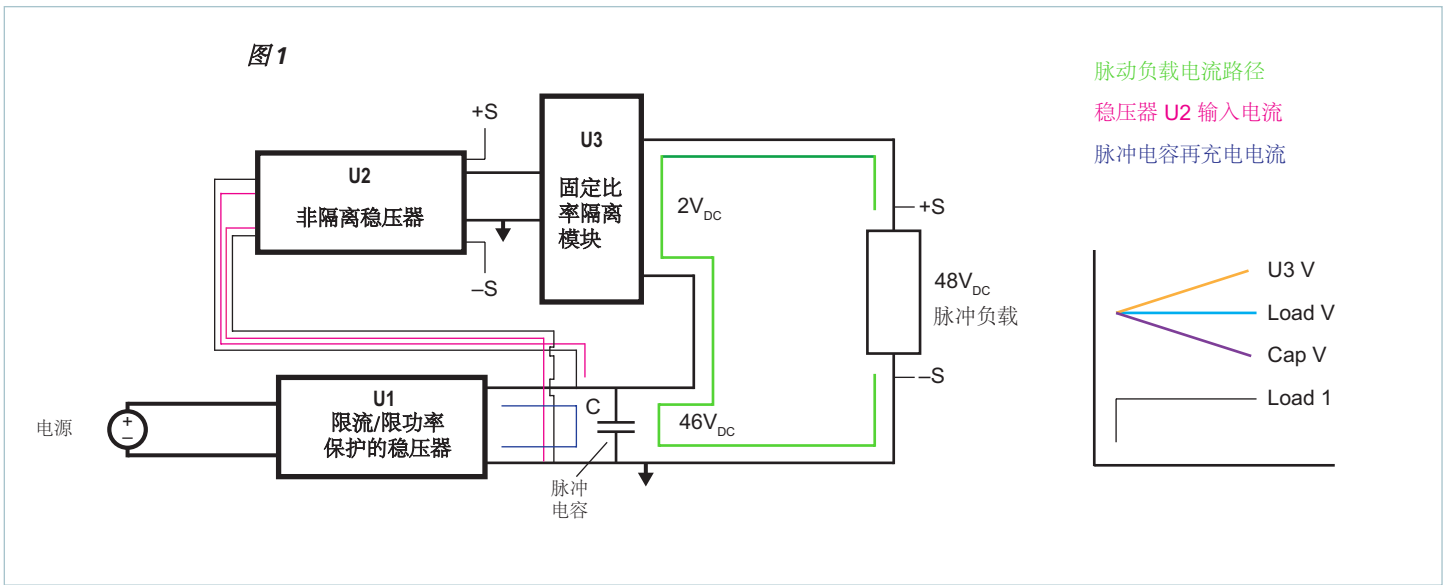 图 1
脉动负载电流路径
稳压器 U2 输入电流
脉冲电容再充电电流
+S
U2
非隔离稳压器
–S
U3
固定比
率隔离
模块
2V_DC
46V_DC
+S
48V_DC
脉冲负载
–S
电源
+
–
U1
限流/限功率
保护的稳压器
C
脉冲
电容
U3 V
Load V
Cap V
Load 1